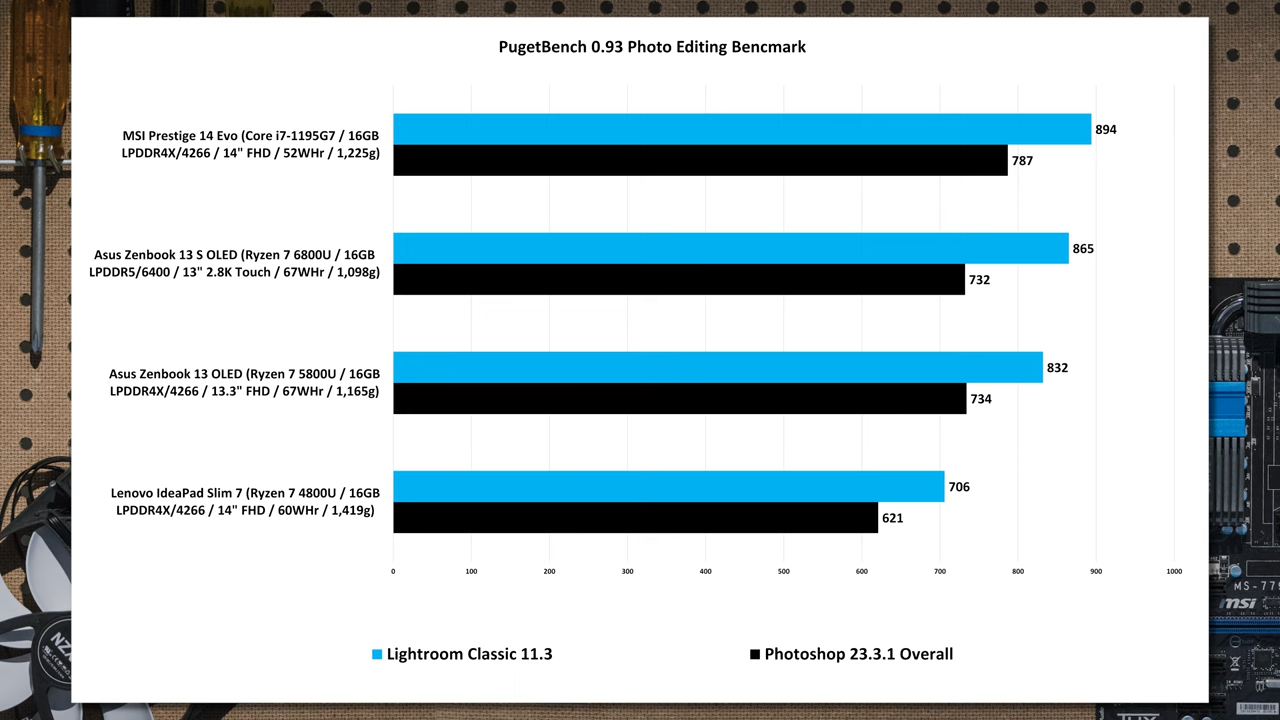 PugetBench 0.93 Photo Editing Bencmark
MSI Prestige 14 Evo (Core i7-1195G7 / 16GB
LPDDR4X/4266 / 14" FHD / 52WHr / 1,225g)
894
787
Asus Zenbook 13 S OLED (Ryzen 7 6800U / 16GB
LPDDR5/6400 / 13" 2.8K Touch / 67WHr / 1,098g)
865
732
Asus Zenbook 13 OLED (Ryzen 7 5800U / 16GB
LPDDR4X/4266 / 13.3" FHD / 67WHr / 1,165g)
832
734
Lenovo IdeaPad Slim 7 (Ryzen 7 4800U / 16GB
LPDDR4X/4266 / 14" FHD / 60WHr / 1,419g)
706
621
0 100 200 300 400 500 600 700 800 900 1000
Lightroom Classic 11.3 Photoshop 23.3.1 Overall
msi